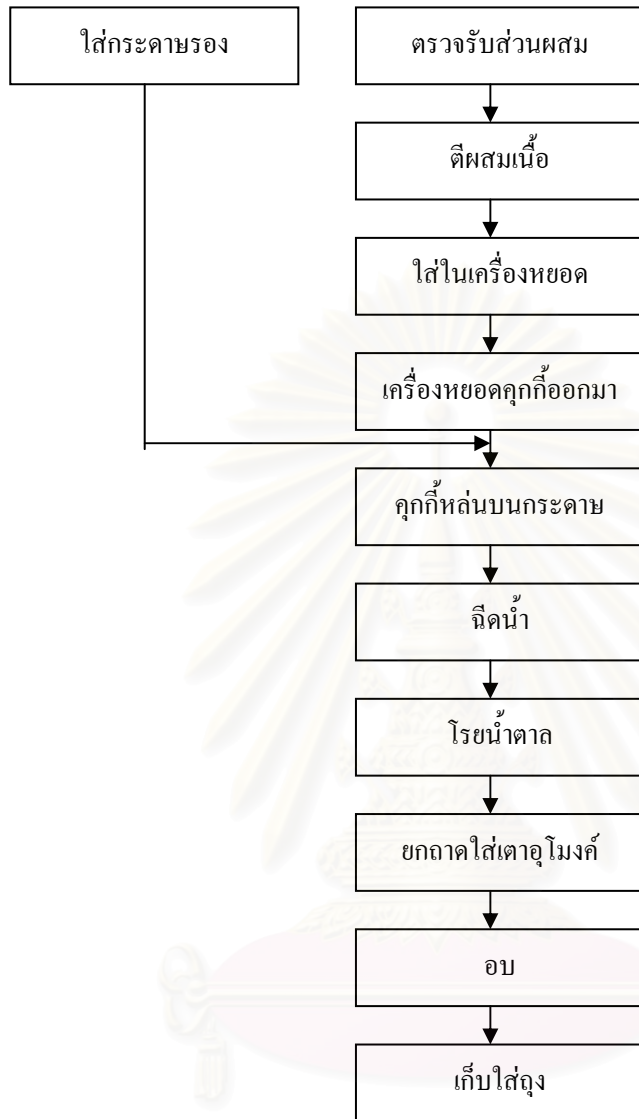 ใส่กระดาษรอง
ตรวจรับส่วนผสม
ตีผสมเนื้อ
ใส่ในเครื่องหยอด
เครื่องหยอดคุกกี้ออกมา
คุกกี้หล่นบนกระดาษ
ฉีดน้ำ
โรยน้ำตาล
ยกถาดใส่เตาอุโมงค์
อบ
เก็บใส่ถุง